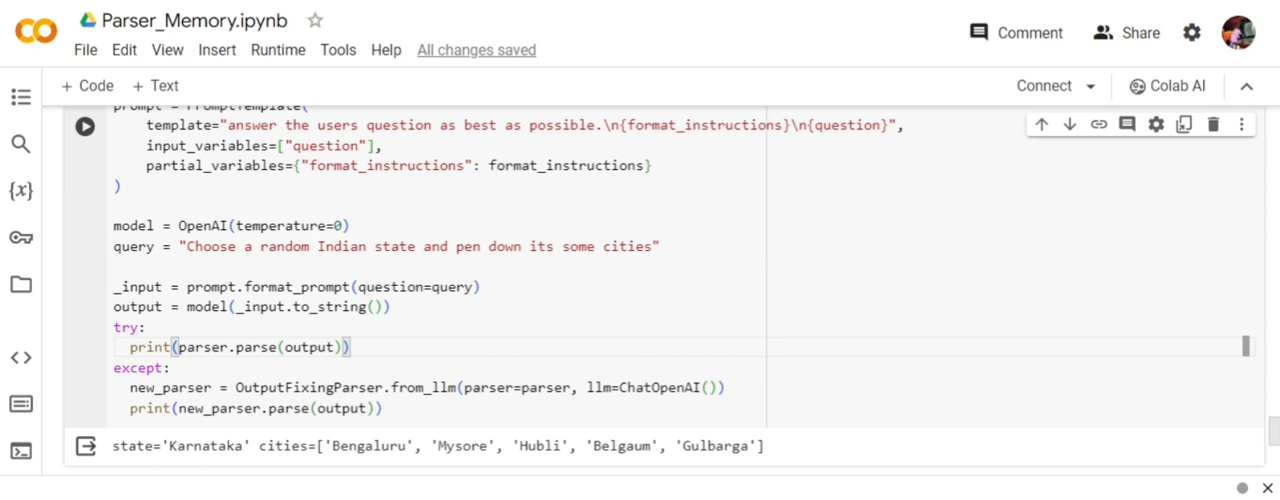 Parser_Memory.ipynb
Comment
Share
File Edit View Insert Runtime Tools Help All changes saved
+ Code + Text
Connect
Colab AI
prompt = PromptTemplate(
template="answer the users question as best as possible.\n{format_instructions}\n{question}",
input_variables=["question"],
partial_variables={"format_instructions": format_instructions}
)
model = OpenAI(temperature=0)
query = "Choose a random Indian state and pen down its some cities"
_input = prompt.format_prompt(question=query)
output = model(_input.to_string())
try:
print(parser.parse(output))
except:
new_parser = OutputFixingParser.from_llm(parser=parser, llm=ChatOpenAI())
print(new_parser.parse(output))
state='Karnataka' cities=['Bengaluru', 'Mysore', 'Hubli', 'Belgaum', 'Gulbarga']
{x}